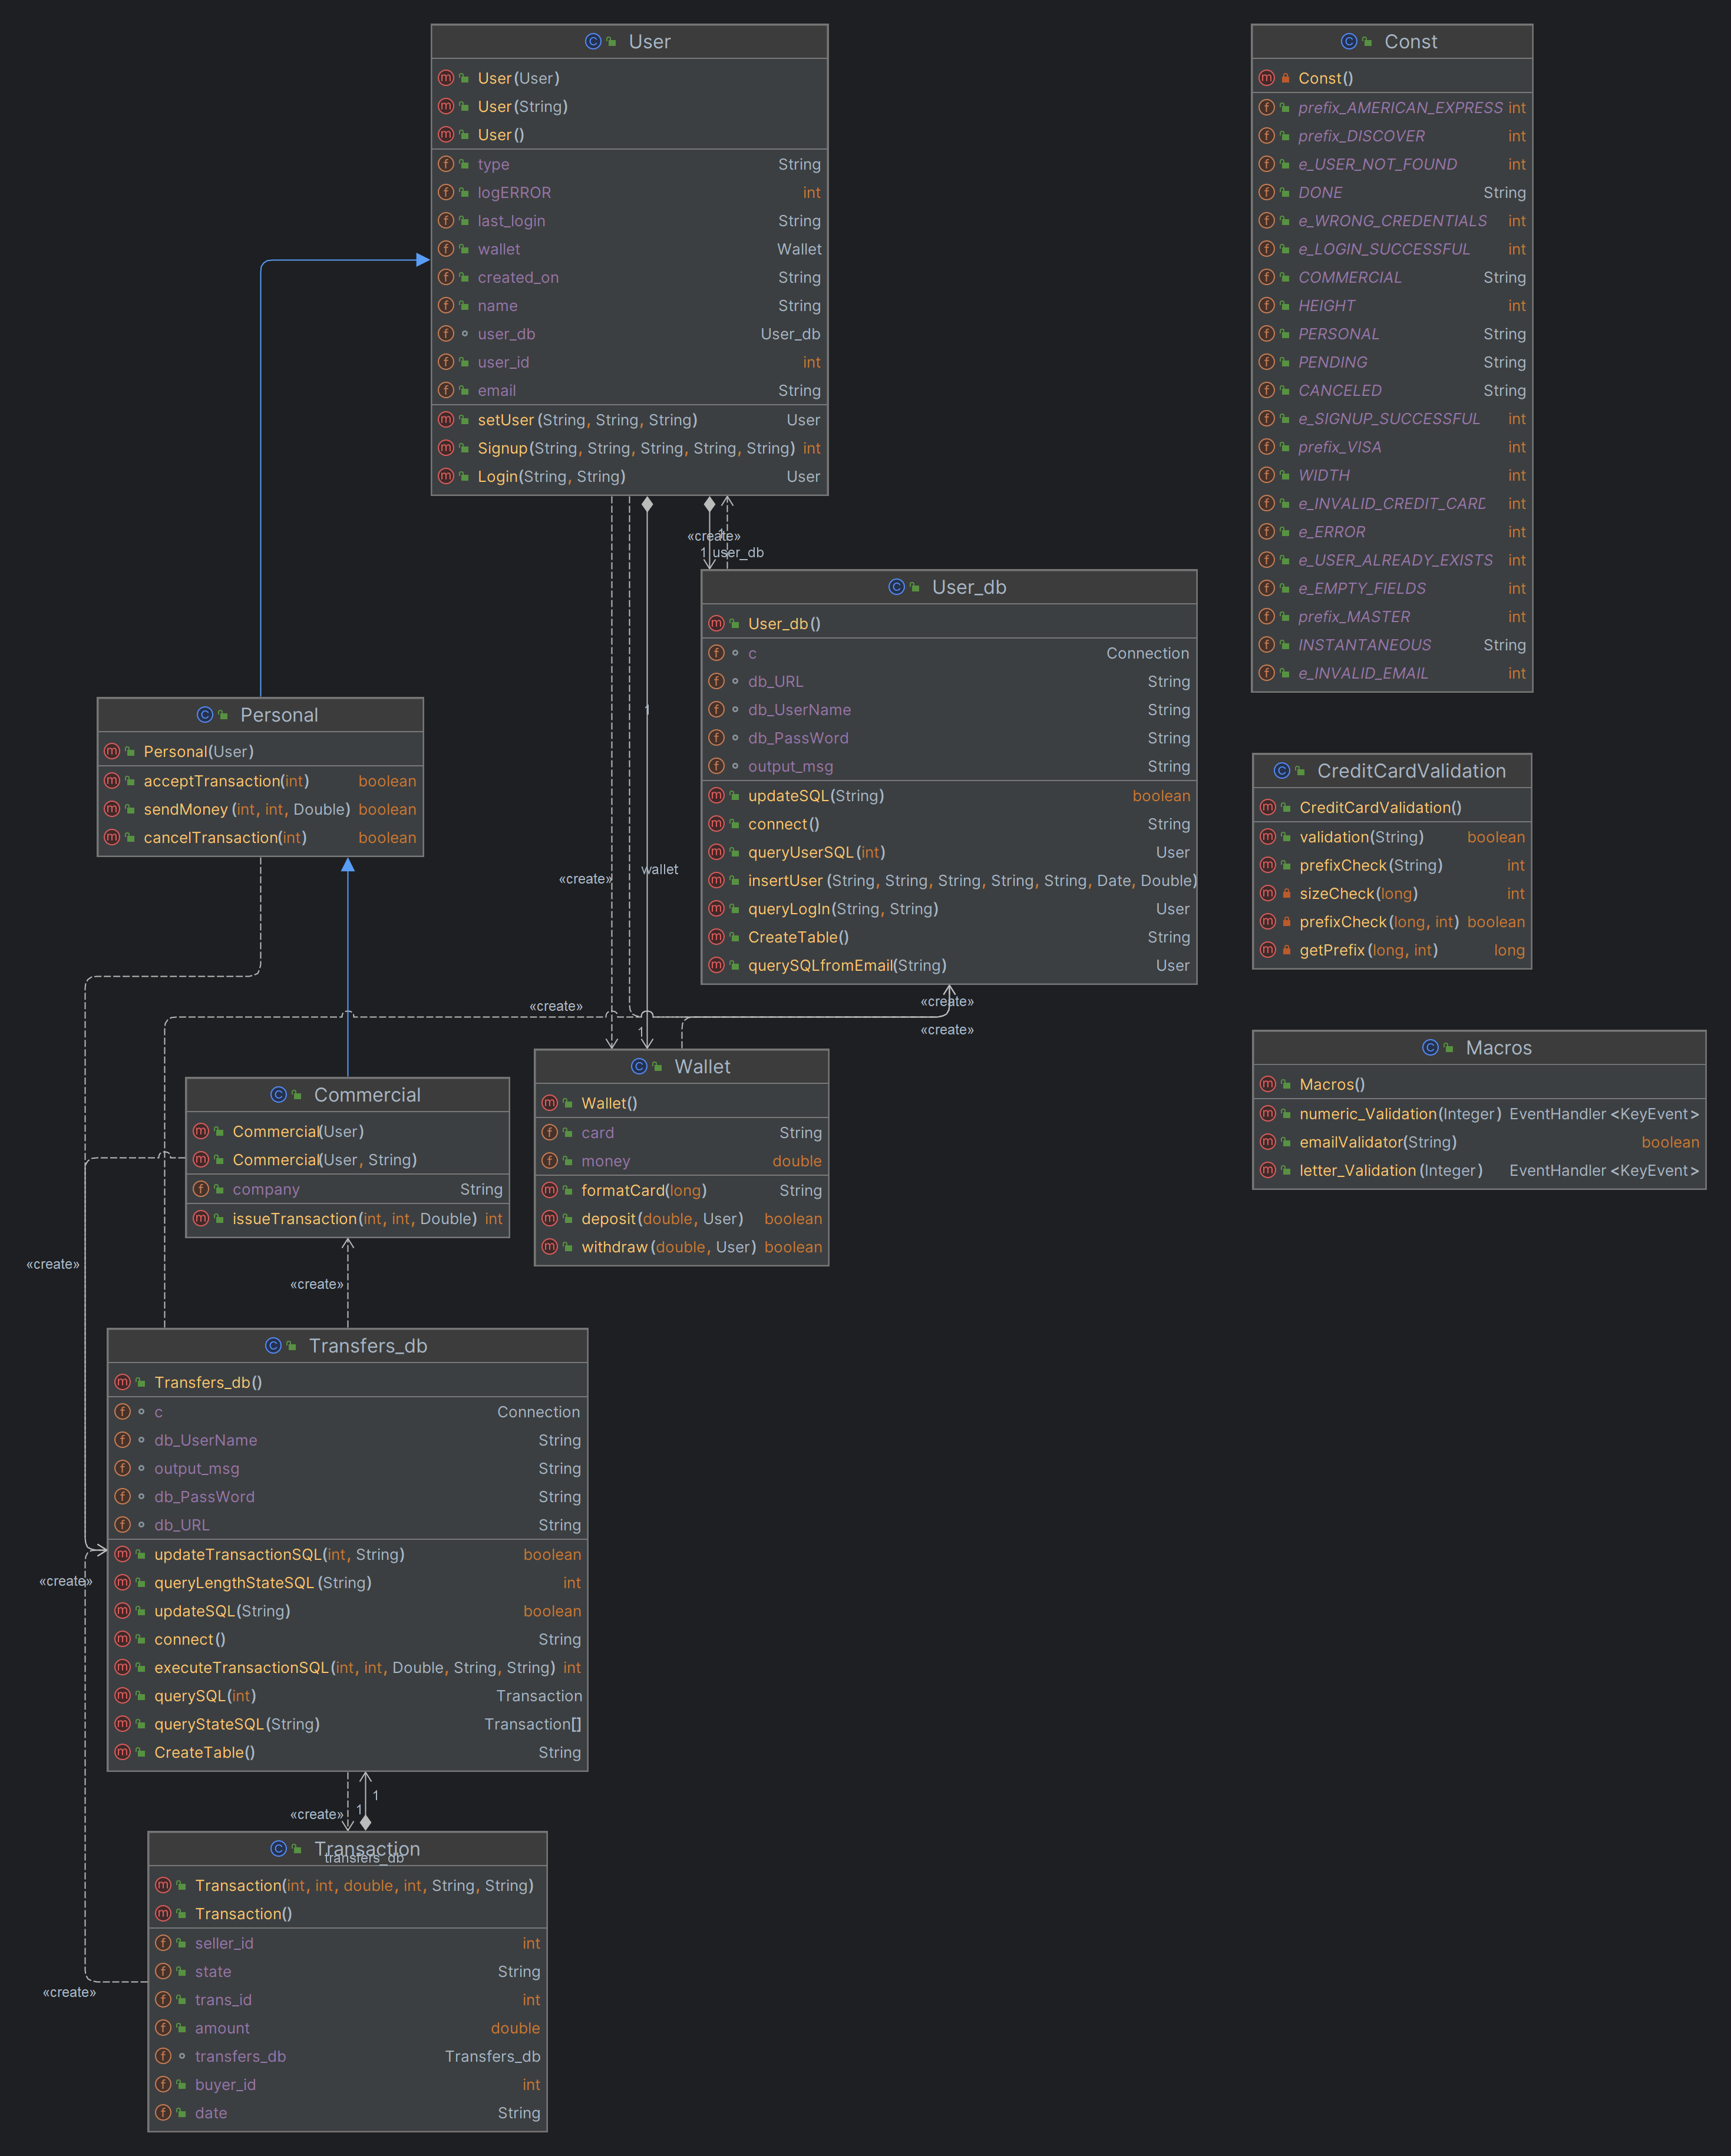 User
User(User)
User(String)
User()
type String
logERROR int
last_login String
wallet Wallet
created_on String
name String
user_db User_db
user_id int
email String
setUser(String, String, String) User
Signup(String, String, String, String, String) int
Login(String, String) User
Const
Const()
prefix_AMERICAN_EXPRESS int
prefix_DISCOVER int
e_USER_NOT_FOUND int
DONE String
e_WRONG_CREDENTIALS int
e_LOGIN_SUCCESSFUL int
COMMERCIAL String
HEIGHT int
PERSONAL String
PENDING String
CANCELED String
e_SIGNUP_SUCCESSFUL int
prefix_VISA int
WIDTH int
e_INVALID_CREDIT_CARD int
e_ERROR int
e_USER_ALREADY_EXISTS int
e_EMPTY_FIELDS int
prefix_MASTER int
INSTANTANEOUS String
e_INVALID_EMAIL int
«create»
1
1 user_db
User_db
User_db()
c Connection
db_URL String
db_UserName String
db_PassWord String
output_msg String
updateSQL(String) boolean
connect() String
queryUserSQL(int) User
insertUser(String, String, String, String, String, Date, Double)
queryLogIn(String, String) User
CreateTable() String
querySQLfromEmail(String) User
Personal
Personal(User)
acceptTransaction(int) boolean
sendMoney(int, int, Double) boolean
cancelTransaction(int) boolean
1
«create»
wallet
CreditCardValidation
CreditCardValidation()
validation(String) boolean
prefixCheck(String) int
sizeCheck(long) int
prefixCheck(long, int) boolean
getPrefix(long, int) long
«create»
«create»
«create»
1
Wallet
Wallet()
card String
money double
formatCard(long) String
deposit(double, User) boolean
withdraw(double, User) boolean
Macros
Macros()
numeric_Validation(Integer) EventHandler<KeyEvent>
emailValidator(String) boolean
letter_Validation(Integer) EventHandler<KeyEvent>
Commercial
Commercial(User)
Commercial(User, String)
company String
issueTransaction(int, int, Double) int
«create»
«create»
Transfers_db
Transfers_db()
c Connection
db_UserName String
output_msg String
db_PassWord String
db_URL String
updateTransactionSQL(int, String) boolean
queryLengthStateSQL(String) int
updateSQL(String) boolean
connect() String
executeTransactionSQL(int, int, Double, String, String) int
querySQL(int) Transaction
queryStateSQL(String) Transaction[]
CreateTable() String
«create»
1
«create»
1
Transaction
transfers_db
Transaction(int, int, double, int, String, String)
Transaction()
seller_id int
state String
trans_id int
amount double
transfers_db Transfers_db
buyer_id int
date String
«create»